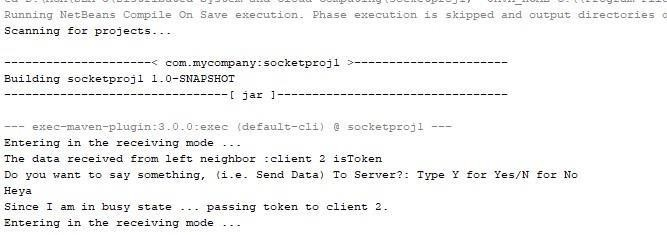 Running NetBeans Compile On Save execution. Phase execution is skipped and output directories
Scanning for projects...
---------------------< com.mycompany:socketproj1 >----------------------
Building socketproj1 1.0-SNAPSHOT
--------------------------------[ jar ]---------------------------------
--- exec-maven-plugin:3.0.0:exec (default-cli) @ socketproj1 ---
Entering in the receiving mode ...
The data received from left neighbor :client 2 isToken
Do you want to say something, (i.e. Send Data) To Server?: Type Y for Yes/N for No
Heya
Since I am in busy state ... passing token to client 2.
Entering in the receiving mode ...